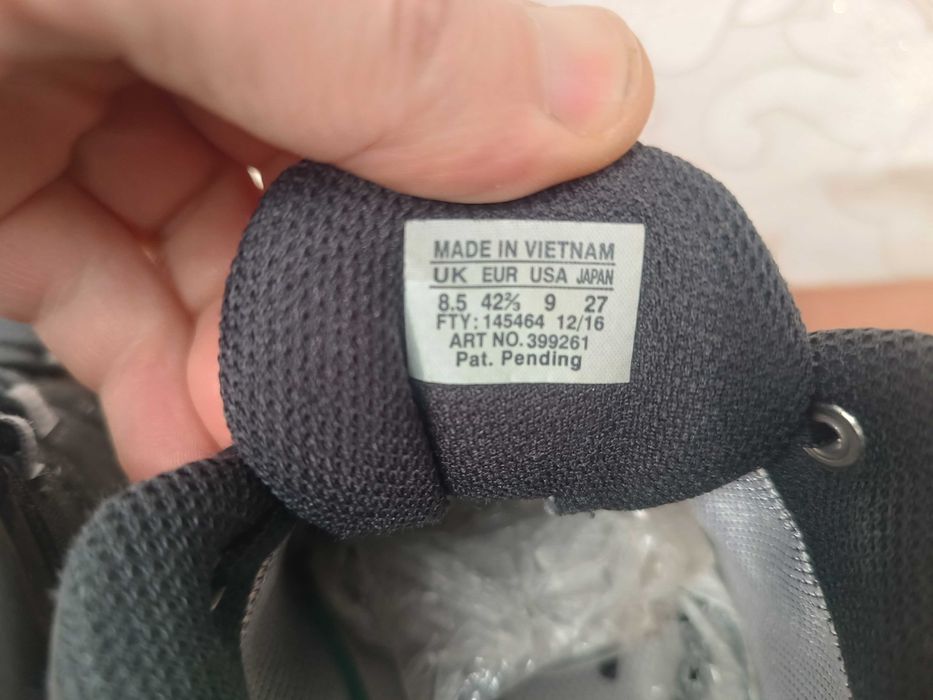 MADE IN VIETNAM
UK EUR USA JAPAN
8.5 42⅔ 9 27
FTY: 145464 12/16
ART NO. 399261
Pat. Pending